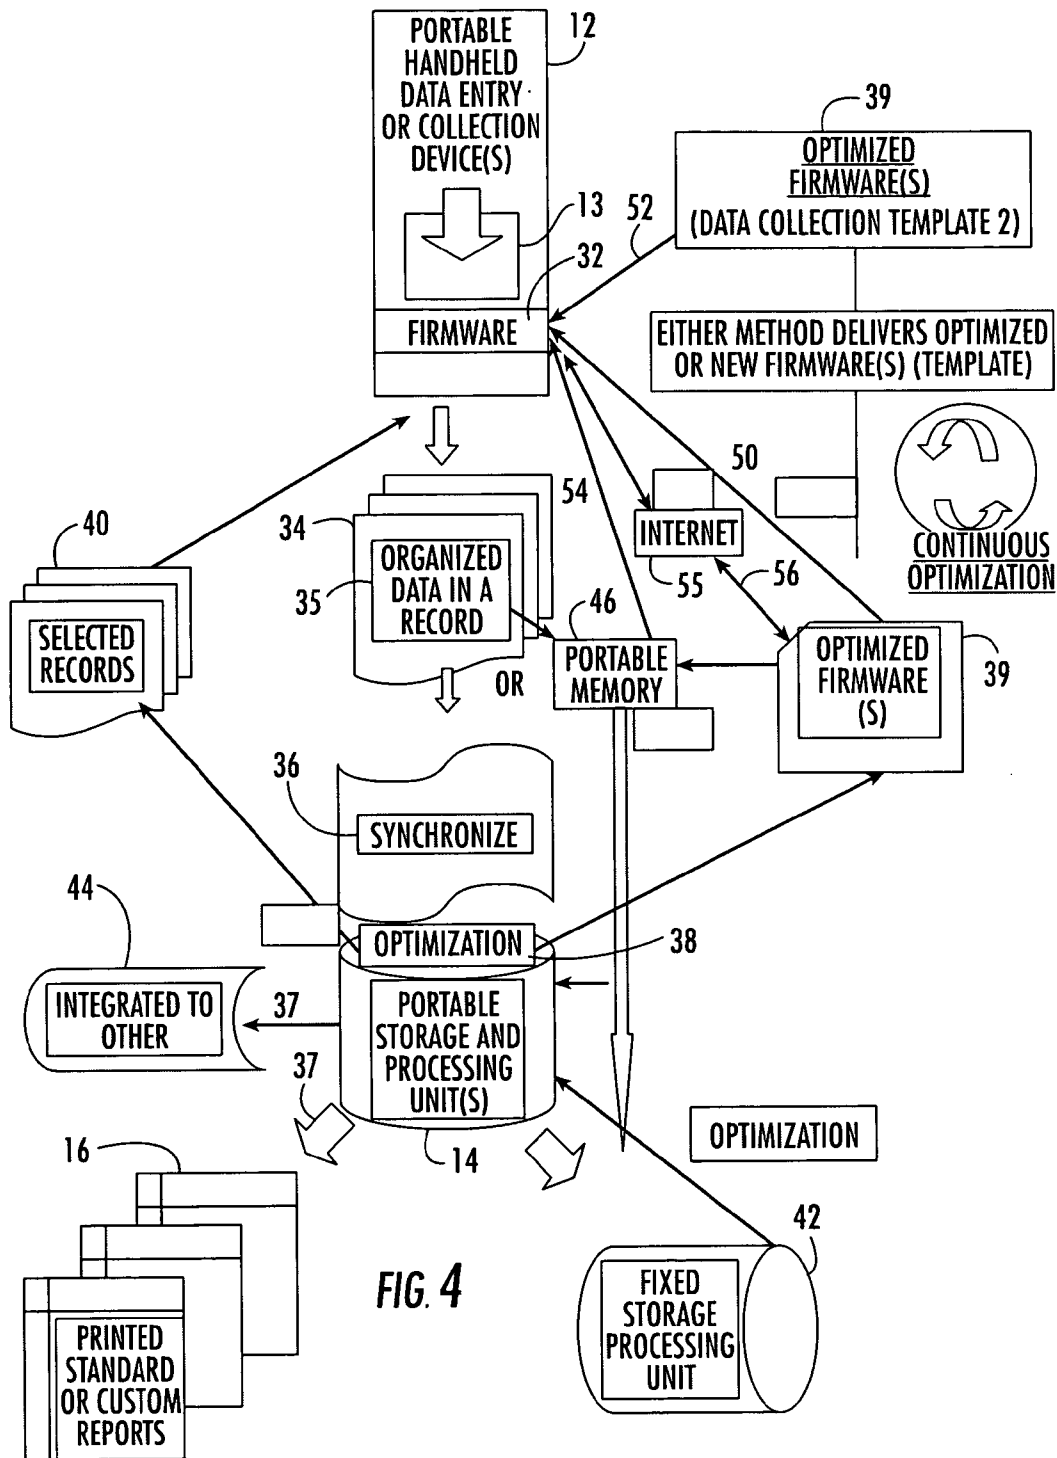 PORTABLE
HANDHELD
DATA ENTRY
OR COLLECTION
DEVICE(S)
12
13
32
FIRMWARE
39
OPTIMIZED
FIRMWARE(S)
(DATA COLLECTION TEMPLATE 2)
52
EITHER METHOD DELIVERS OPTIMIZED
OR NEW FIRMWARE(S) (TEMPLATE)
50
CONTINUOUS
OPTIMIZATION
54
INTERNET
55
56
34
35
ORGANIZED
DATA IN A
RECORD
40
SELECTED
RECORDS
46
OR
PORTABLE
MEMORY
OPTIMIZED
FIRMWARE
(S)
39
36
SYNCHRONIZE
44
OPTIMIZATION
38
INTEGRATED TO
OTHER
37
PORTABLE
STORAGE AND
PROCESSING
UNIT(S)
37
14
OPTIMIZATION
16
42
FIG. 4
FIXED
STORAGE
PROCESSING
UNIT
PRINTED
STANDARD
OR CUSTOM
REPORTS